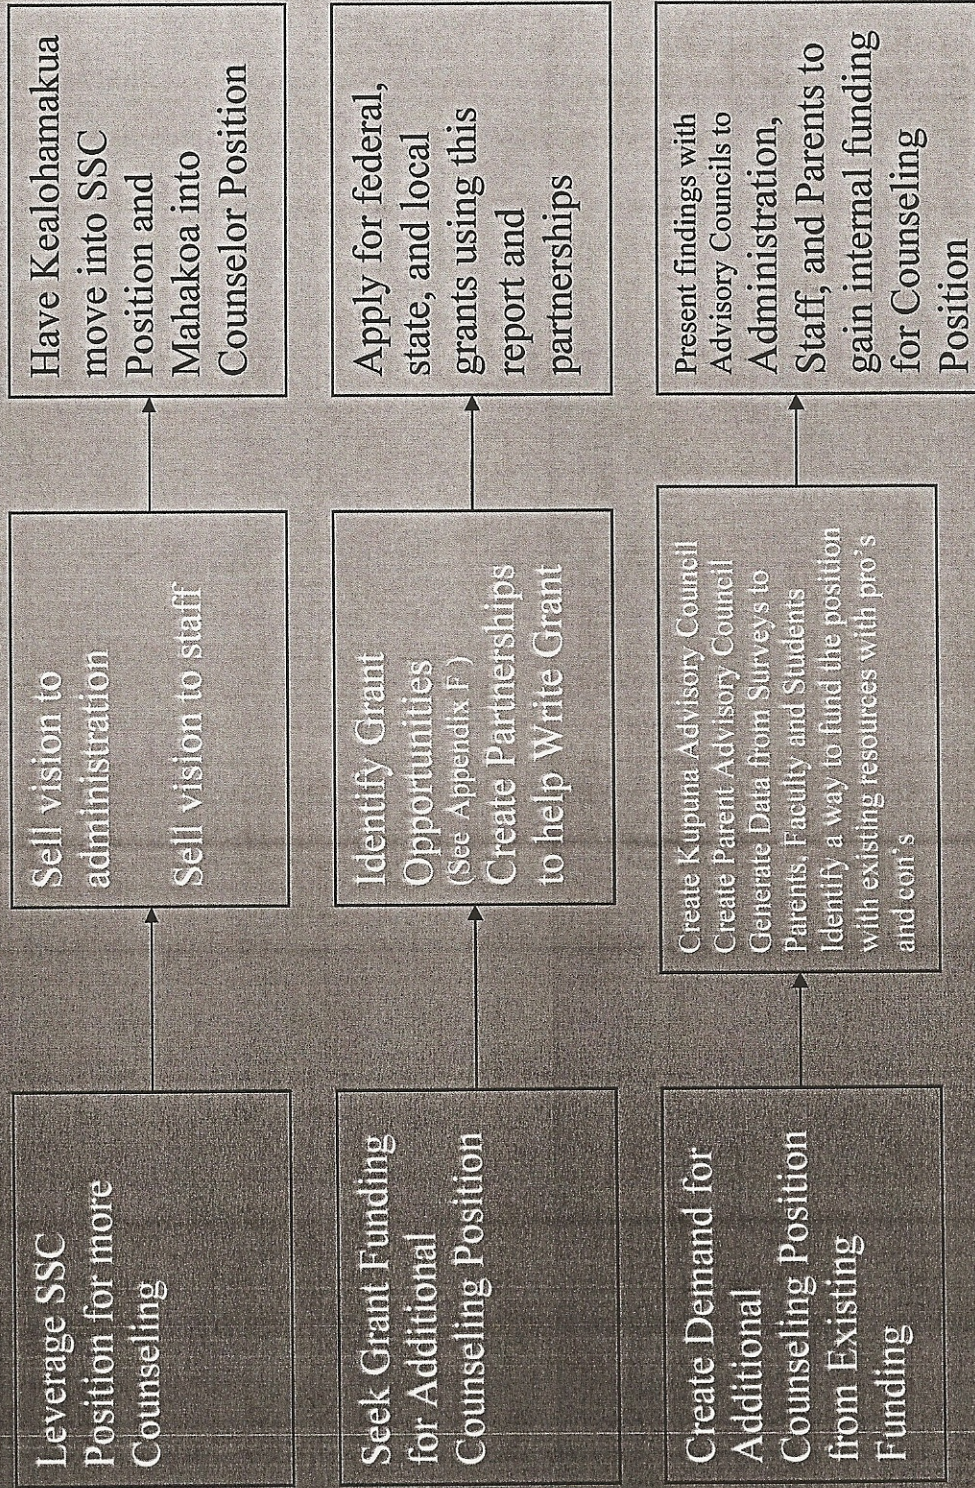 Leverage SSC
Position for more
Counseling
Sell vision to
administration
Sell vision to staff
Have Kealohamakua
move into SSC
Position and
Mahakoa into
Counselor Position
Seek Grant Funding
for Additional
Counseling Position
Identify Grant
Opportunities
(See Appendix F)
Create Partnerships
to help Write Grant
Apply for federal,
state, and local
grants using this
report and
partnerships
Create Demand for
Additional
Counseling Position
from Existing
Funding
Create Kupuna Advisory Council
Create Parent Advisory Council
Generate Data from Surveys to
Parents, Faculty and Students
Identify a way to fund the position
with existing resources with pro's
and con's
Present findings with
Advisory Councils to
Administration,
Staff, and Parents to
gain internal funding
for Counseling
Position